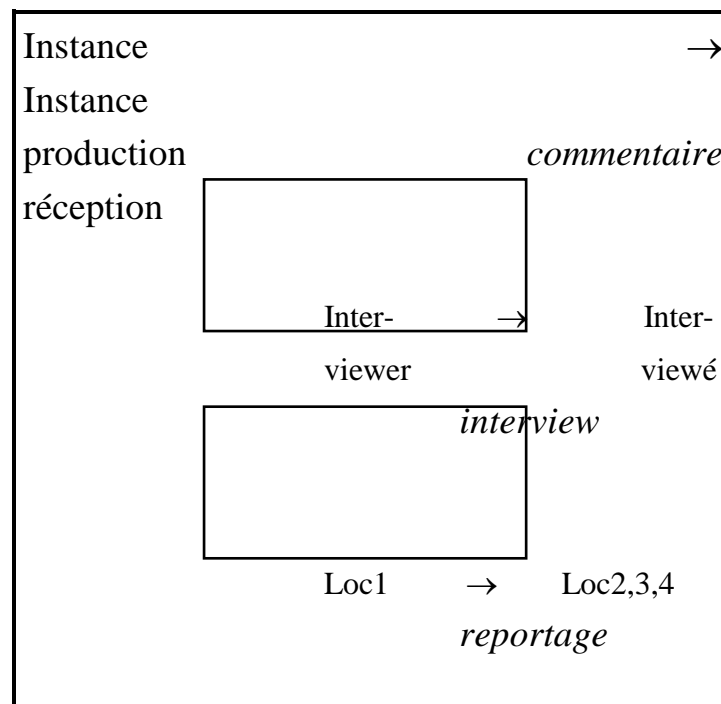 Instance →
Instance
production commentaire
réception
Inter- → Inter-
viewer viewé
interview
Loc1 → Loc2,3,4
reportage